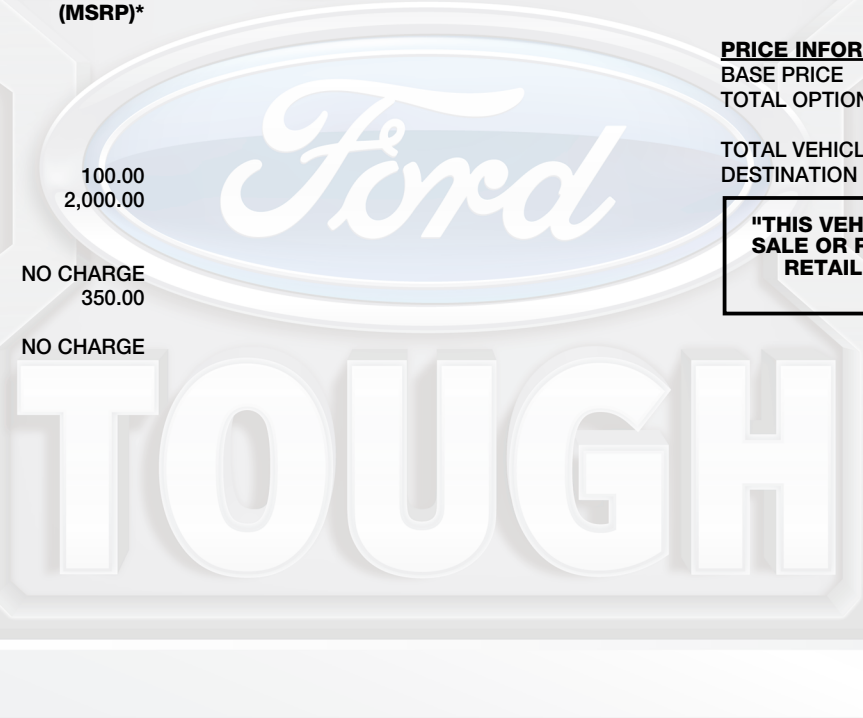 (MSRP)*
100.00
2,000.00
NO CHARGE
350.00
NO CHARGE
PRICE INFOR
BASE PRICE
TOTAL OPTION
TOTAL VEHICL
DESTINATION
"THIS VEH
SALE OR F
RETAIL
Ford
TOUGH